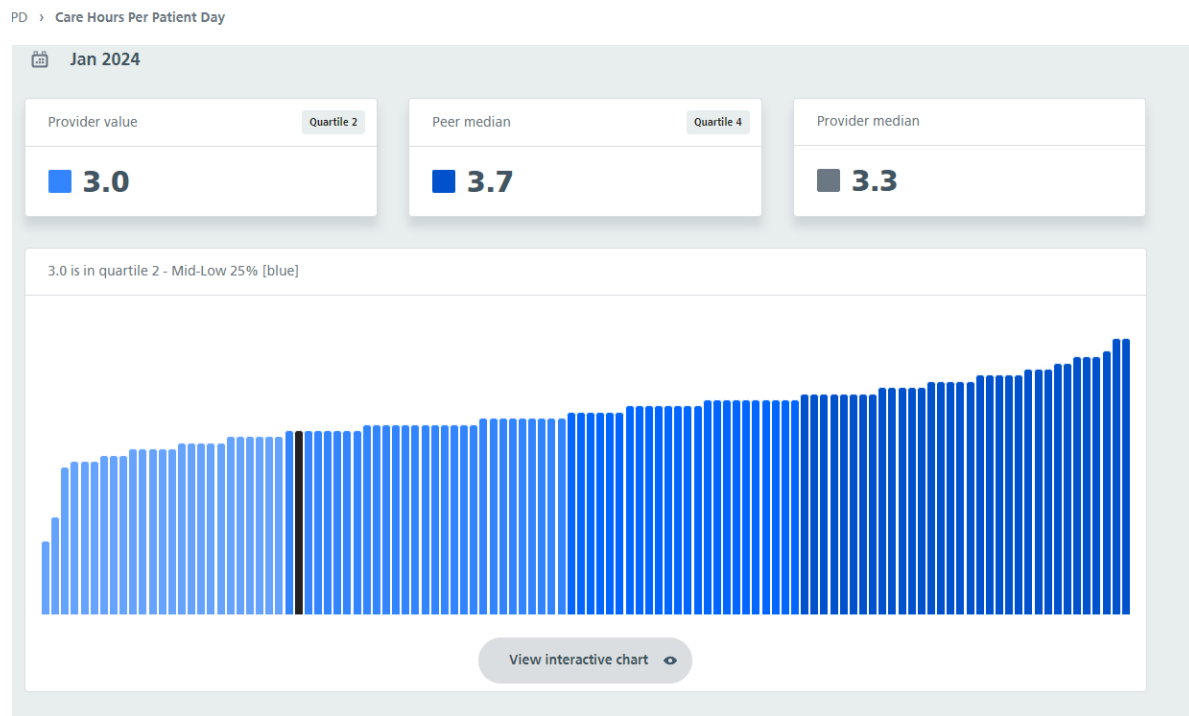 PD › Care Hours Per Patient Day
Jan 2024
Provider value Quartile 2
3.0
Peer median Quartile 4
3.7
Provider median
3.3
3.0 is in quartile 2 - Mid-Low 25% [blue]
View interactive chart